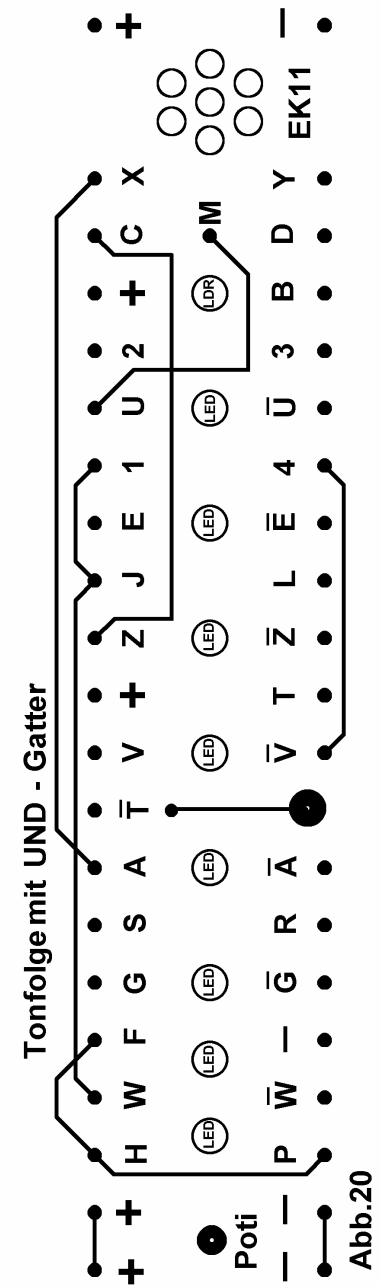 Tonfolge mit UND - Gatter
+ + H W F G S A T̅ V + Z J E 1 U 2 + C X +
LED LED LED LED LED LED LED LED LDR M
Poti
− − P W̅ − G̅ R A̅ V̅ T Z̅ L E̅ 4 U̅ 3 B D Y −
EK11
Abb.20